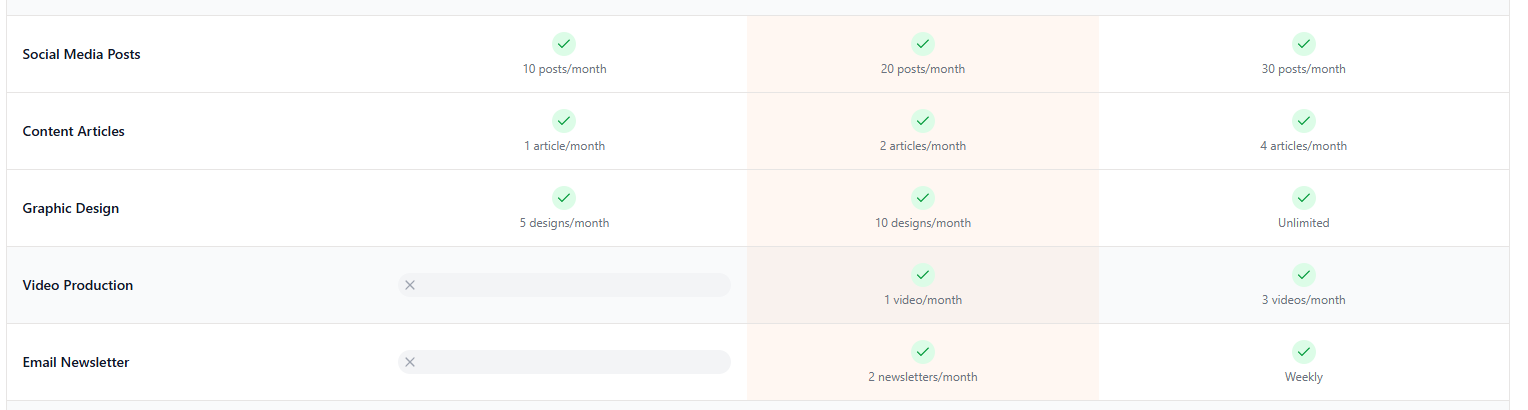 Social Media Posts
10 posts/month
20 posts/month
30 posts/month
Content Articles
1 article/month
2 articles/month
4 articles/month
Graphic Design
5 designs/month
10 designs/month
Unlimited
Video Production
1 video/month
3 videos/month
Email Newsletter
2 newsletters/month
Weekly